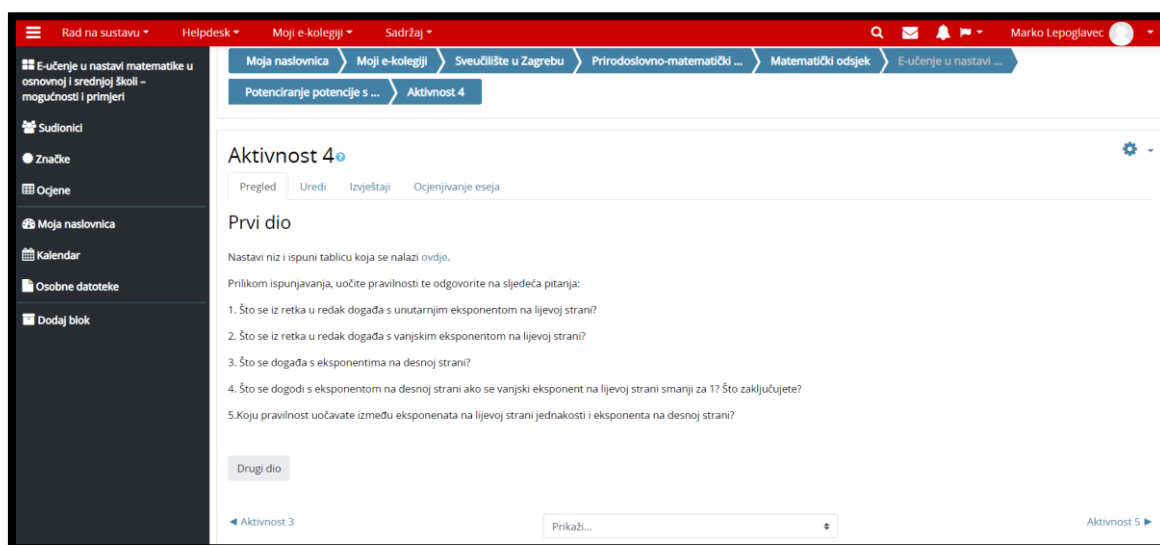 Rad na sustavu Helpdesk Moji e-kolegiji Sadržaj Marko Lepoglavec
E-učenje u nastavi matematike u
osnovnoj i srednjoj školi –
mogućnosti i primjeri
Sudionici
Značke
Ocjene
Moja naslovnica
Kalendar
Osobne datoteke
Dodaj blok
Moja naslovnica Moji e-kolegiji Sveučilište u Zagrebu Prirodoslovno-matematički ... Matematički odsjek E-učenje u nastavi ...
Potenciranje potencije s ... Aktivnost 4
Aktivnost 4
Pregled Uredi Izvještaji Ocjenjivanje eseja
Prvi dio
Nastavi niz i ispuni tablicu koja se nalazi ovdje.
Prilikom ispunjavanja, uočite pravilnosti te odgovorite na sljedeća pitanja:
1. Što se iz retka u redak događa s unutarnjim eksponentom na lijevoj strani?
2. Što se iz retka u redak događa s vanjskim eksponentom na lijevoj strani?
3. Što se događa s eksponentima na desnoj strani?
4. Što se dogodi s eksponentom na desnoj strani ako se vanjski eksponent na lijevoj strani smanji za 1? Što zaključujete?
5.Koju pravilnost uočavate između eksponenata na lijevoj strani jednakosti i eksponenta na desnoj strani?
Drugi dio
◄ Aktivnost 3 Prikaži... Aktivnost 5 ►